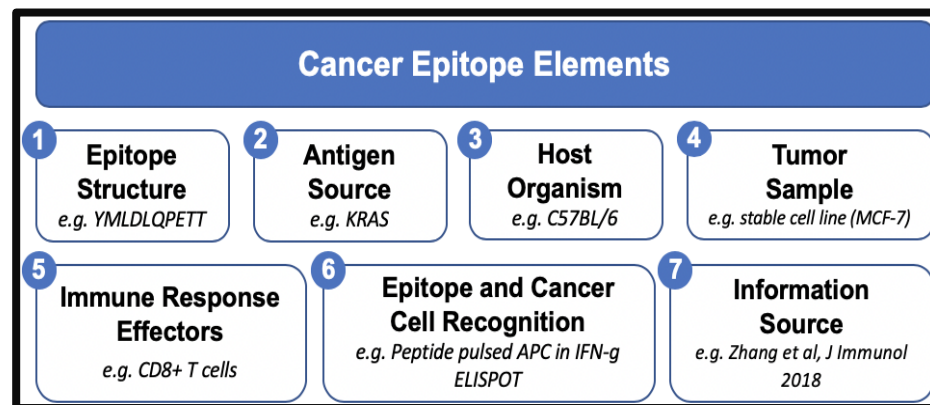 Cancer Epitope Elements
1
Epitope
Structure
e.g. YMLDLQPETT
2
Antigen
Source
e.g. KRAS
3
Host
Organism
e.g. C57BL/6
4
Tumor
Sample
e.g. stable cell line (MCF-7)
5
Immune Response
Effectors
e.g. CD8+ T cells
6
Epitope and Cancer
Cell Recognition
e.g. Peptide pulsed APC in IFN-g
ELISPOT
7
Information
Source
e.g. Zhang et al, J Immunol
2018